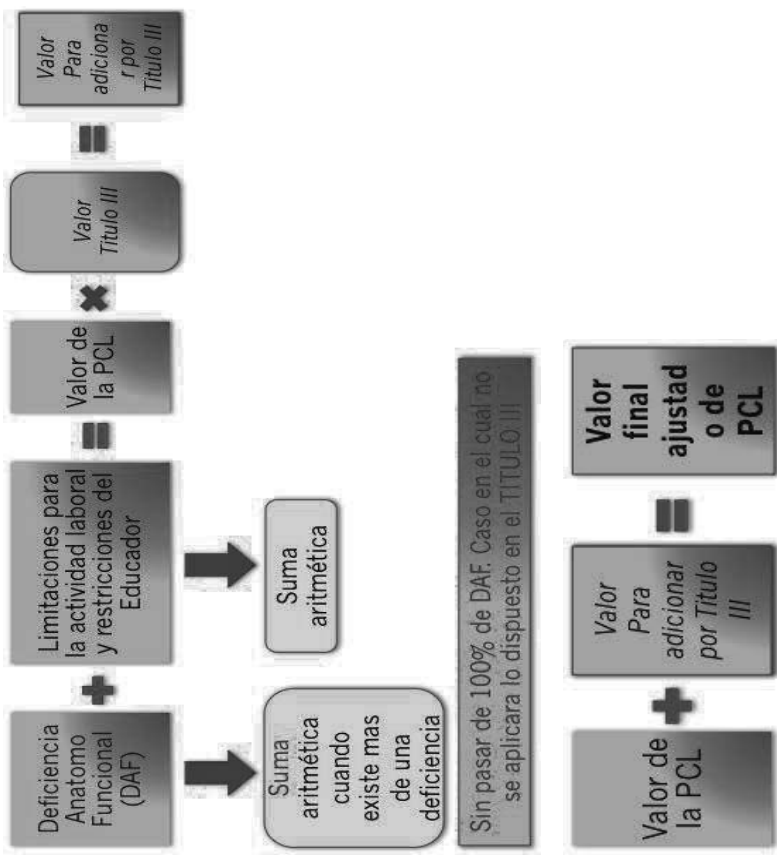 Deficiencia
Anatomo
Funcional
(DAF)
+
Limitaciones para
la actividad laboral
y restricciones del
Educador
=
Valor de
la PCL
×
Valor
Titulo III
=
Valor
Para
adiciona
r por
Titulo III
Suma
aritmética
cuando
existe mas
de una
deficiencia
Suma
aritmética
Sin pasar de 100% de DAF. Caso en el cual no
se aplicara lo dispuesto en el TÍTULO III
Valor de
la PCL
+
Valor
Para
adicionar
por Titulo
III
=
Valor
final
ajustad
o de
PCL